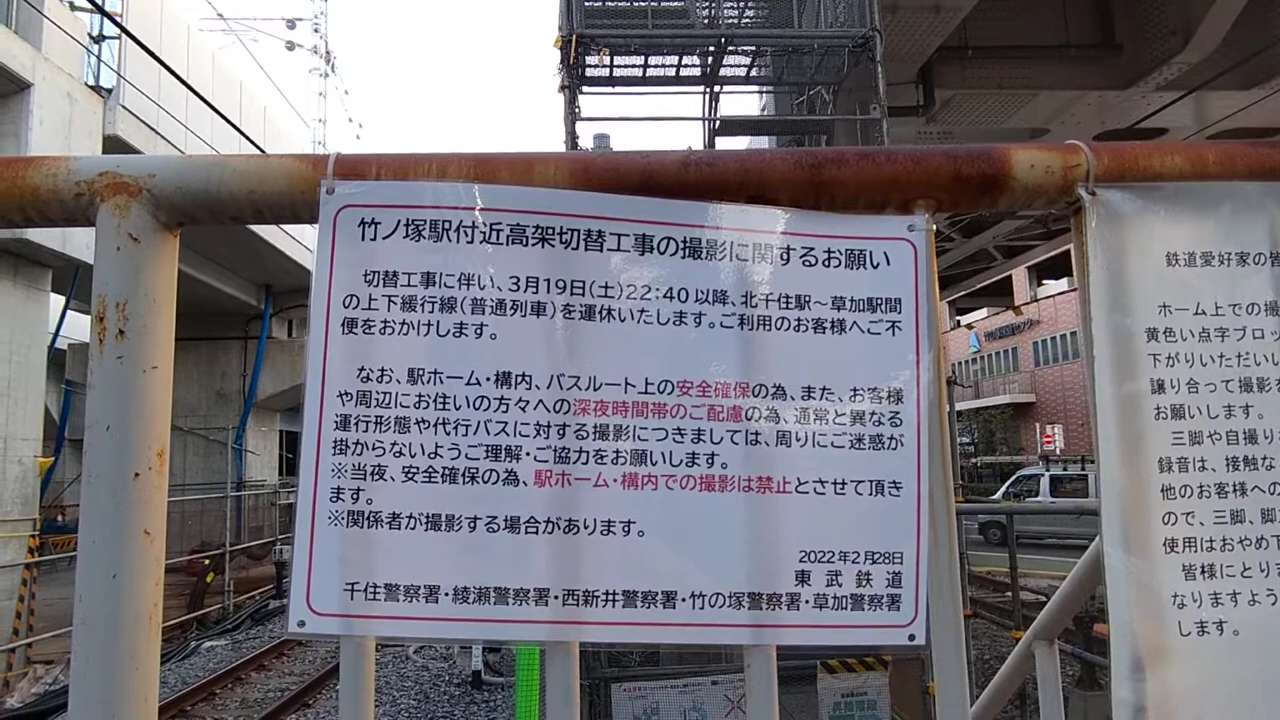 竹ノ塚駅付近高架切替工事の撮影に関するお願い
切替工事に伴い、3月19日(土)22:40以降、北千住駅～草加駅間
の上下緩行線(普通列車)を運休いたします。ご利用のお客様へご不
便をおかけします。
なお、駅ホーム・構内、バスルート上の安全確保の為、また、お客様
や周辺にお住いの方々への深夜時間帯のご配慮の為、通常と異なる
運行形態や代行バスに対する撮影につきましては、周りにご迷惑が
掛からないようご理解・ご協力をお願いします。
※当夜、安全確保の為、駅ホーム・構内での撮影は禁止とさせて頂き
ます。
※関係者が撮影する場合があります。
2022年2月28日
東武鉄道
千住警察署・綾瀬警察署・西新井警察署・竹の塚警察署・草加警察署
鉄道愛好家の皆
ホーム上での撮
黄色い点字ブロッ
下がりいただいし
譲り合って撮影を
お願いします。
三脚や自撮り
録音は、接触な
他のお客様への
ので、三脚、脚
使用はおやめ下
皆様にとりま
なりますよう
します。